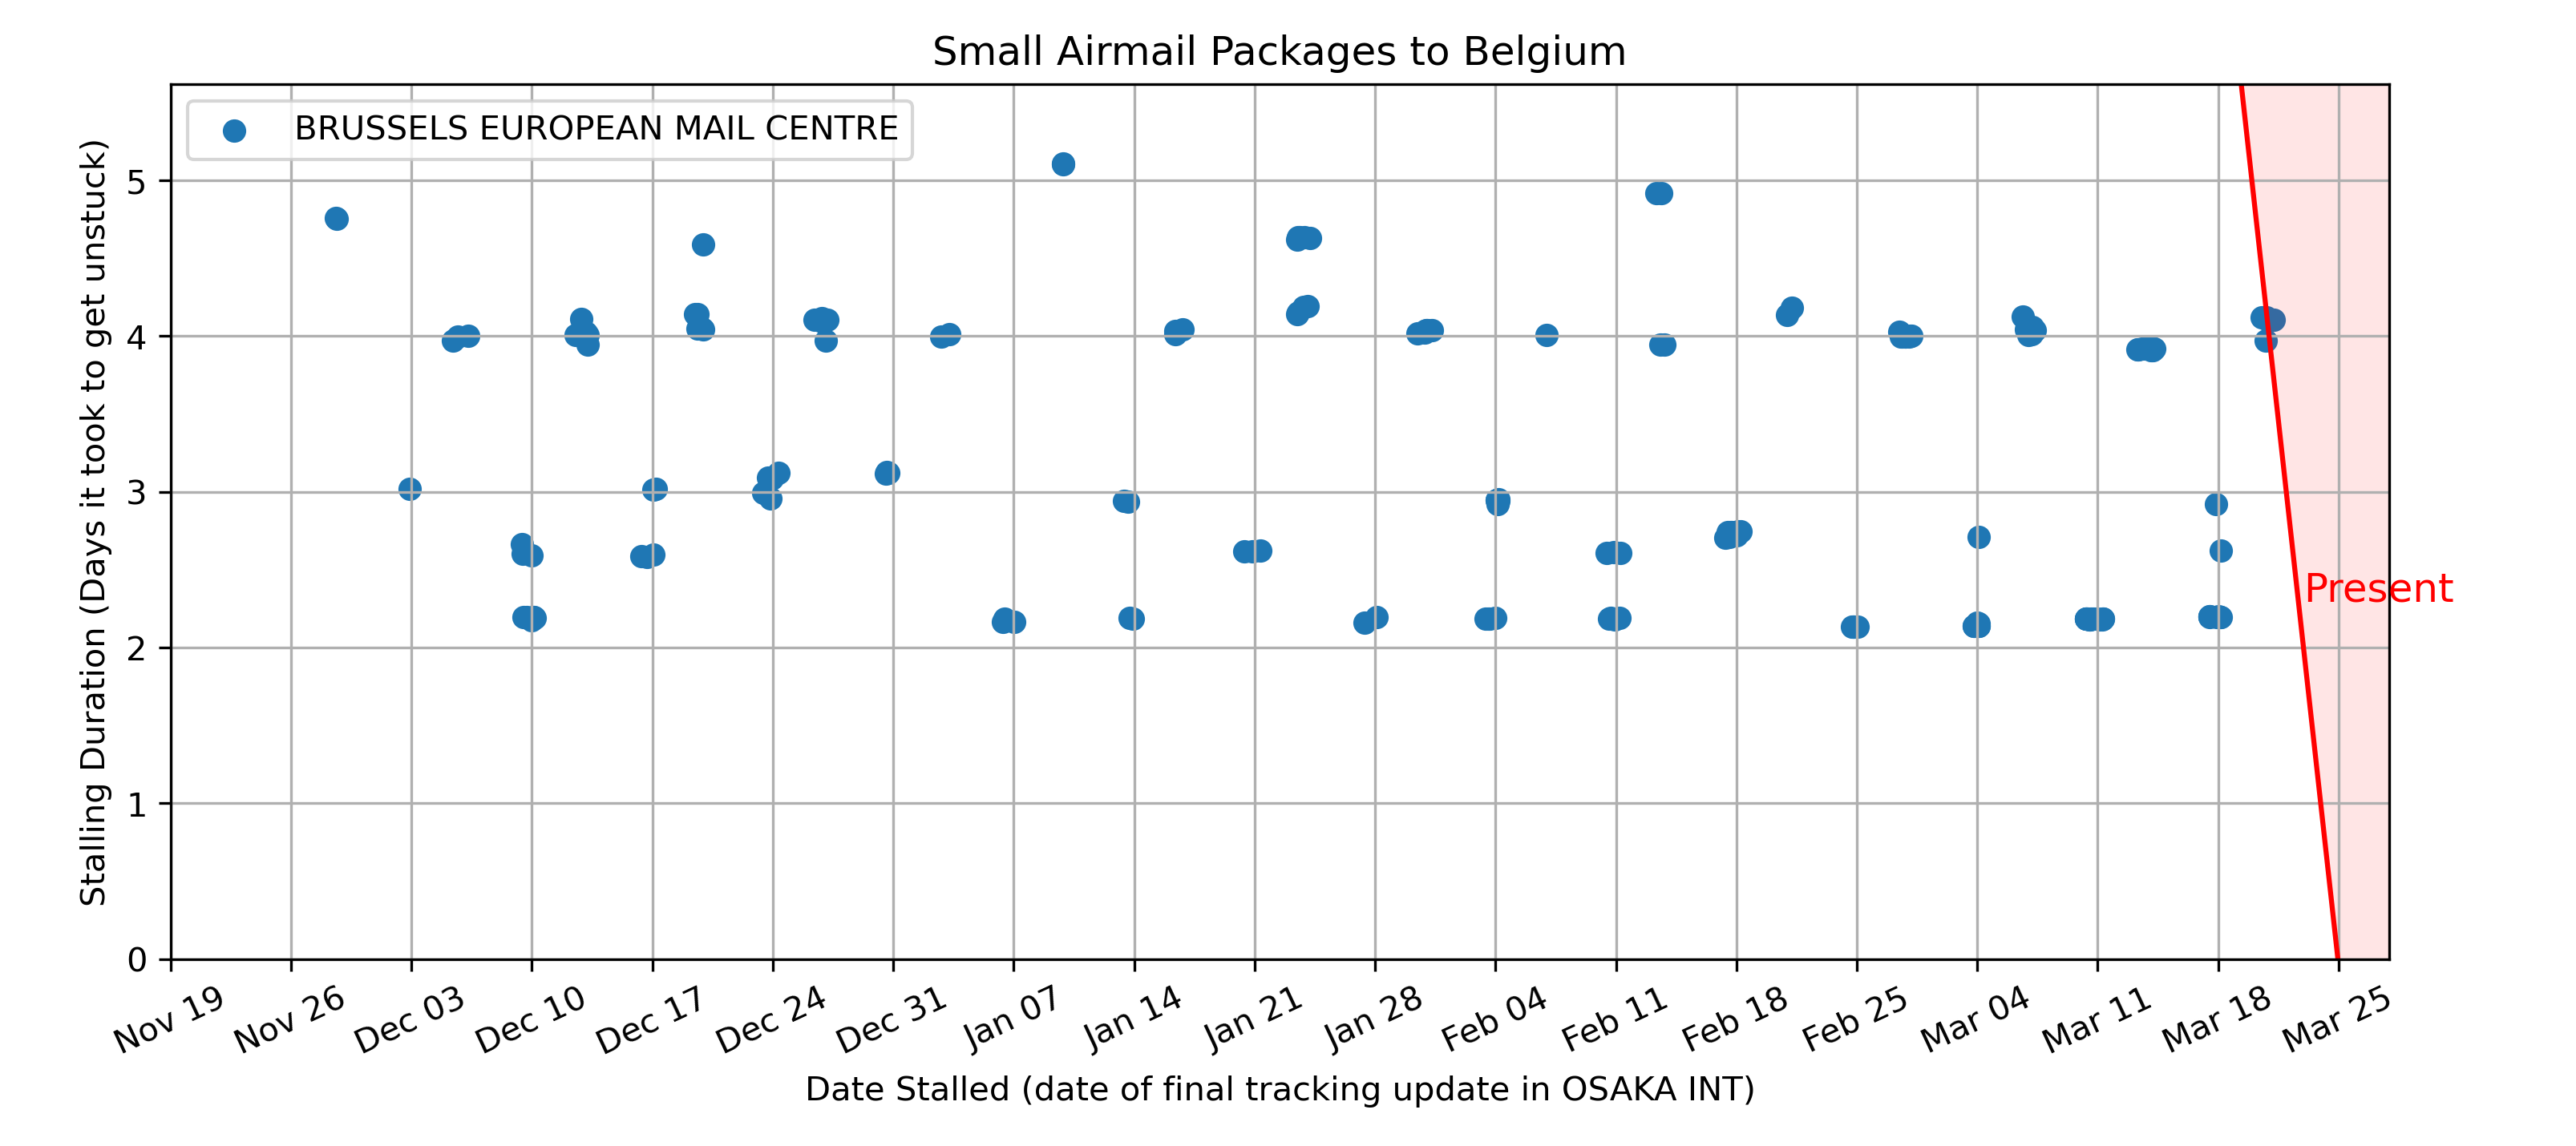 Small Airmail Packages to Belgium
BRUSSELS EUROPEAN MAIL CENTRE
Stalling Duration (Days it took to get unstuck)
5
4
3
2
1
0
Present
Nov 19
Nov 26
Dec 03
Dec 10
Dec 17
Dec 24
Dec 31
Jan 07
Jan 14
Jan 21
Jan 28
Feb 04
Feb 11
Feb 18
Feb 25
Mar 04
Mar 11
Mar 18
Mar 25
Date Stalled (date of final tracking update in OSAKA INT)